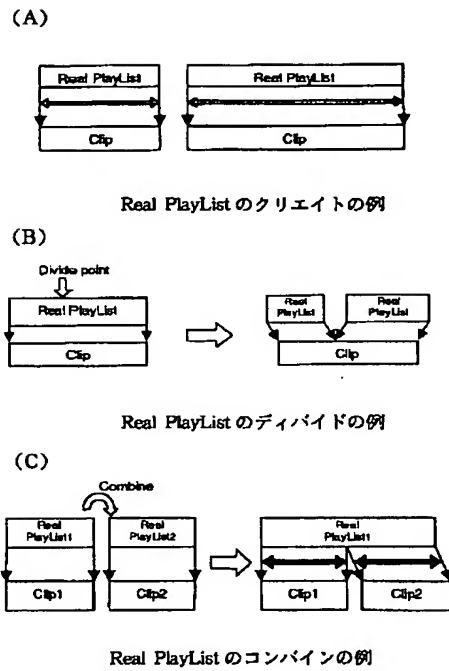 (A)
Real PlayList
Real PlayList
Clip
Clip
Real PlayList のクリエイトの例
(B)
Divide point
Real PlayList
Clip
Real
PlayList
Real
PlayList
Clip
Real PlayList のディバイドの例
(C)
Combine
Real
PlayList1
Real
PlayList2
Clip1
Clip2
Real
PlayList1
Clip1
Clip2
Real PlayList のコンバインの例